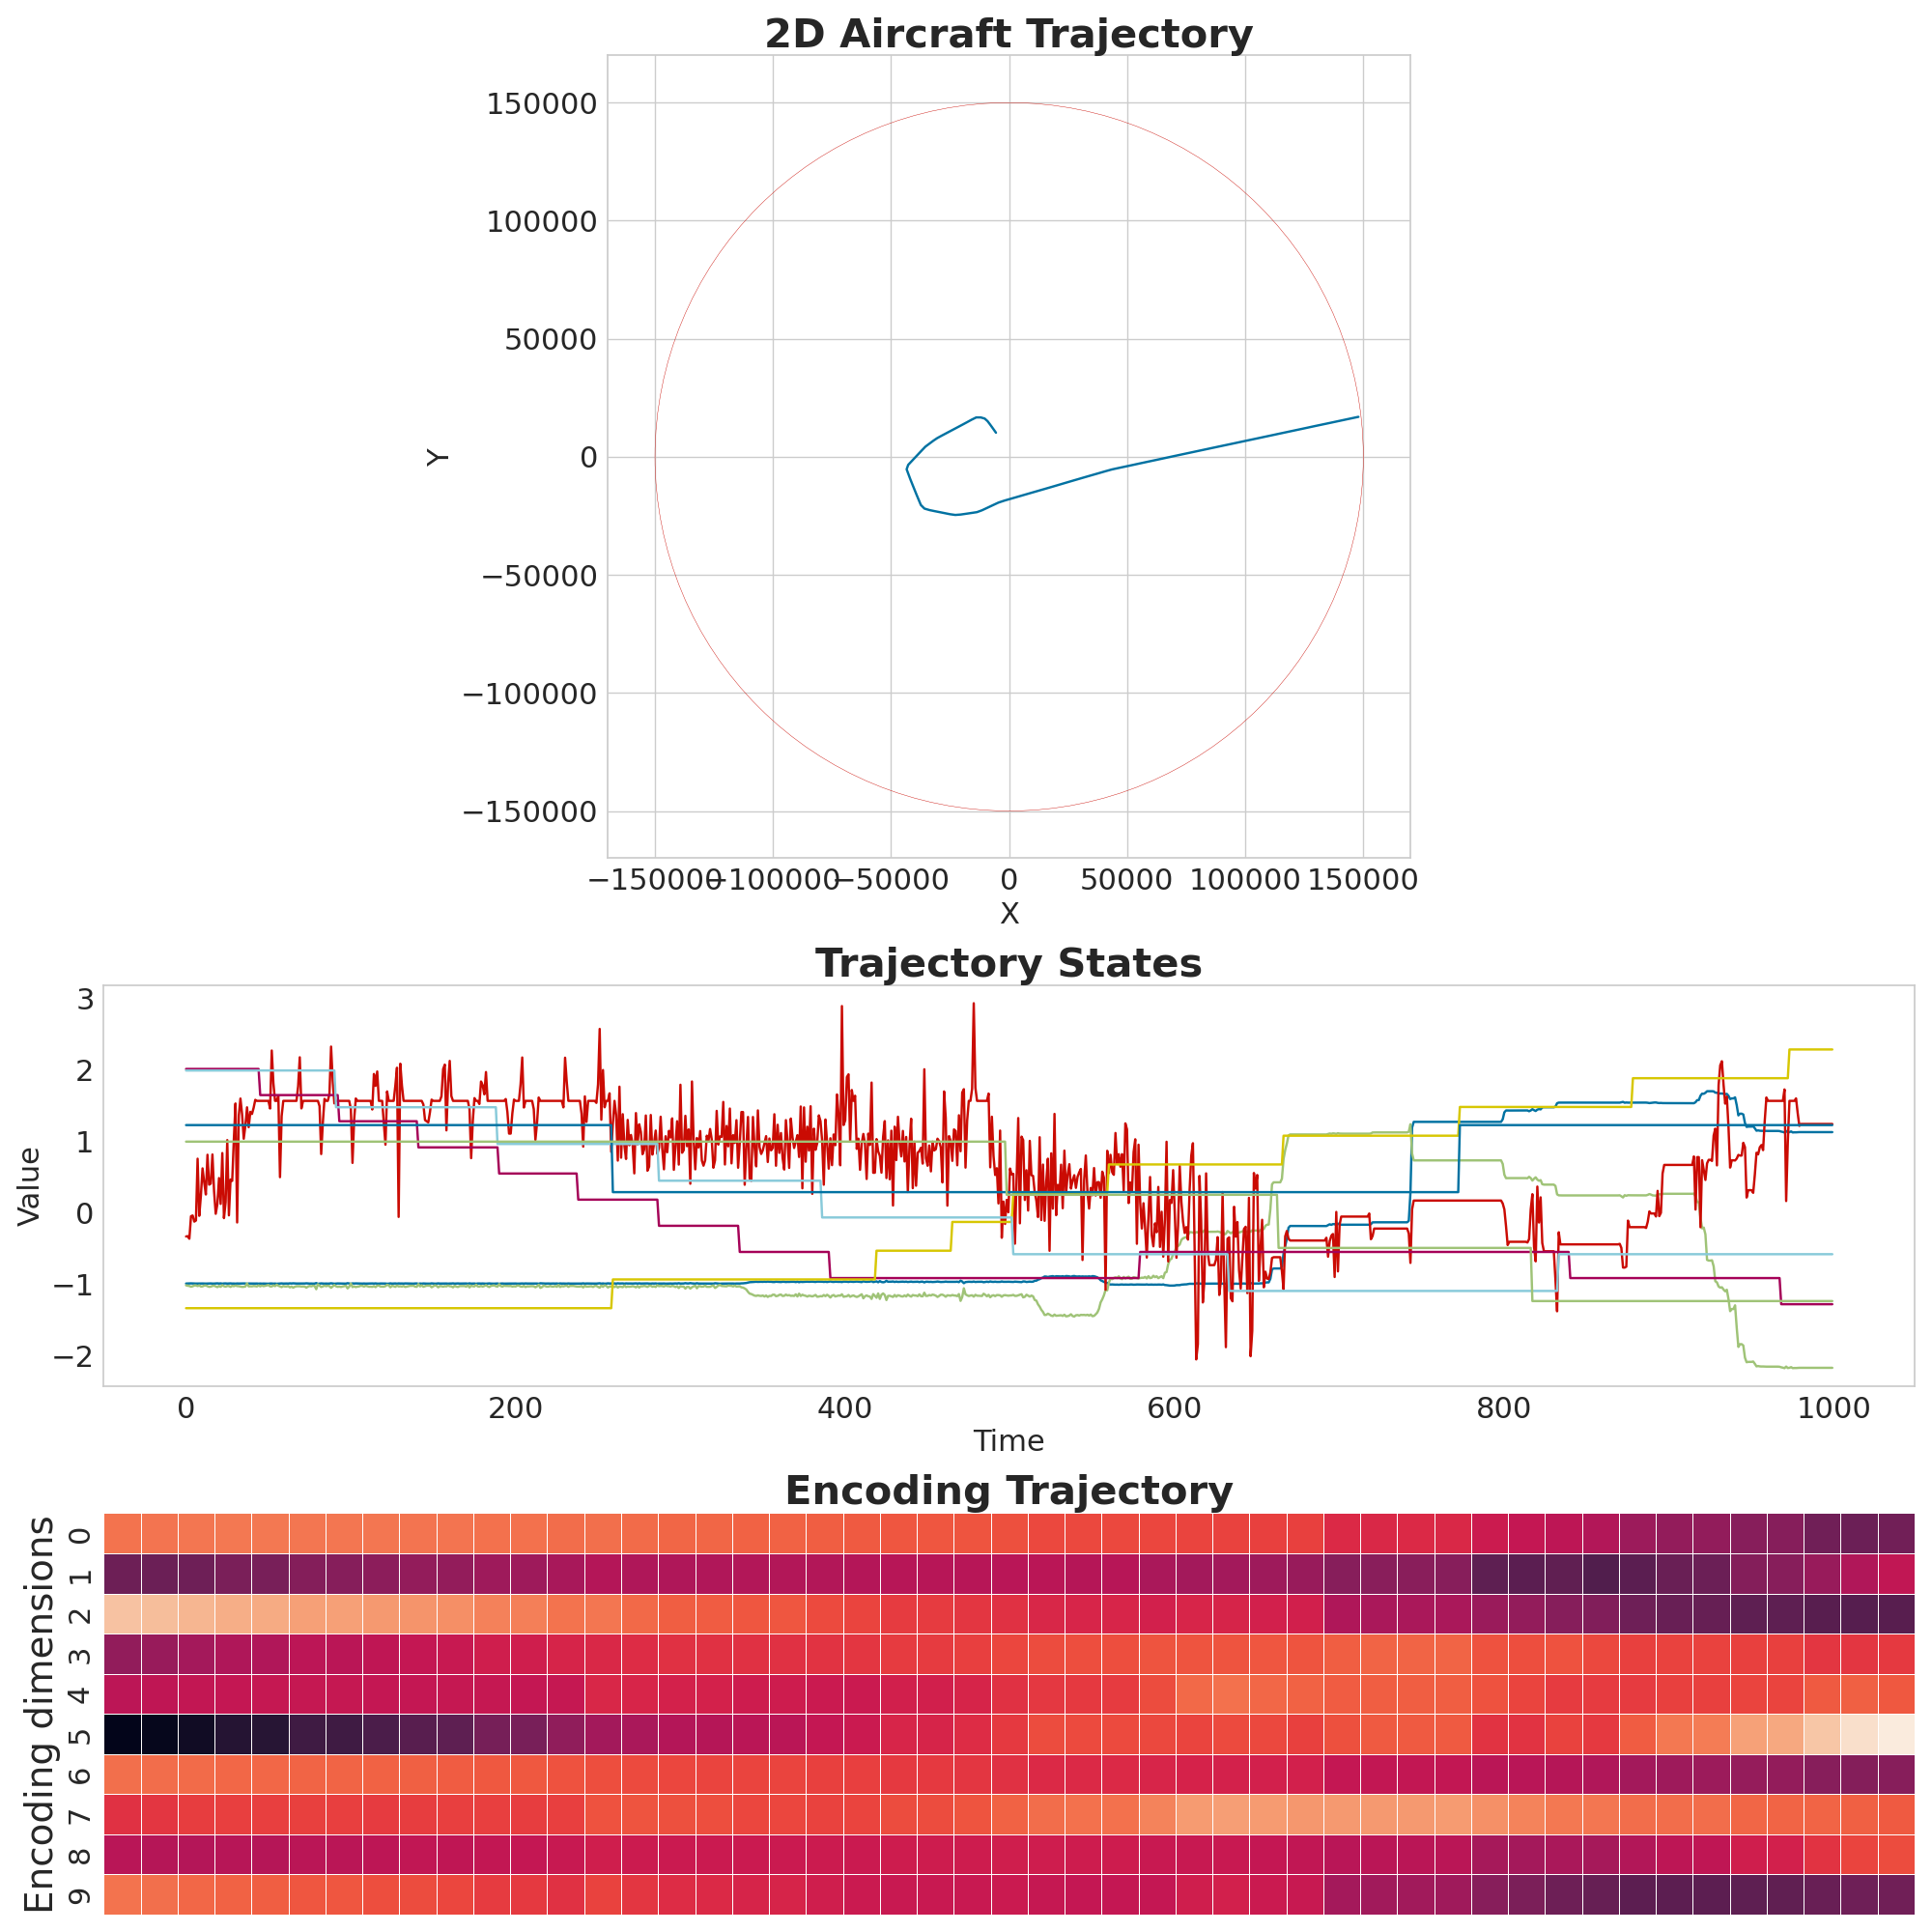 2D Aircraft Trajectory
150000
100000
50000
0
−50000
−100000
−150000
Y
−150000 −100000 −50000 0 50000 100000 150000
X
Trajectory States
3
2
1
0
−1
−2
Value
0 200 400 600 800 1000
Time
Encoding Trajectory
Encoding dimensions
0
1
2
3
4
5
6
7
8
9